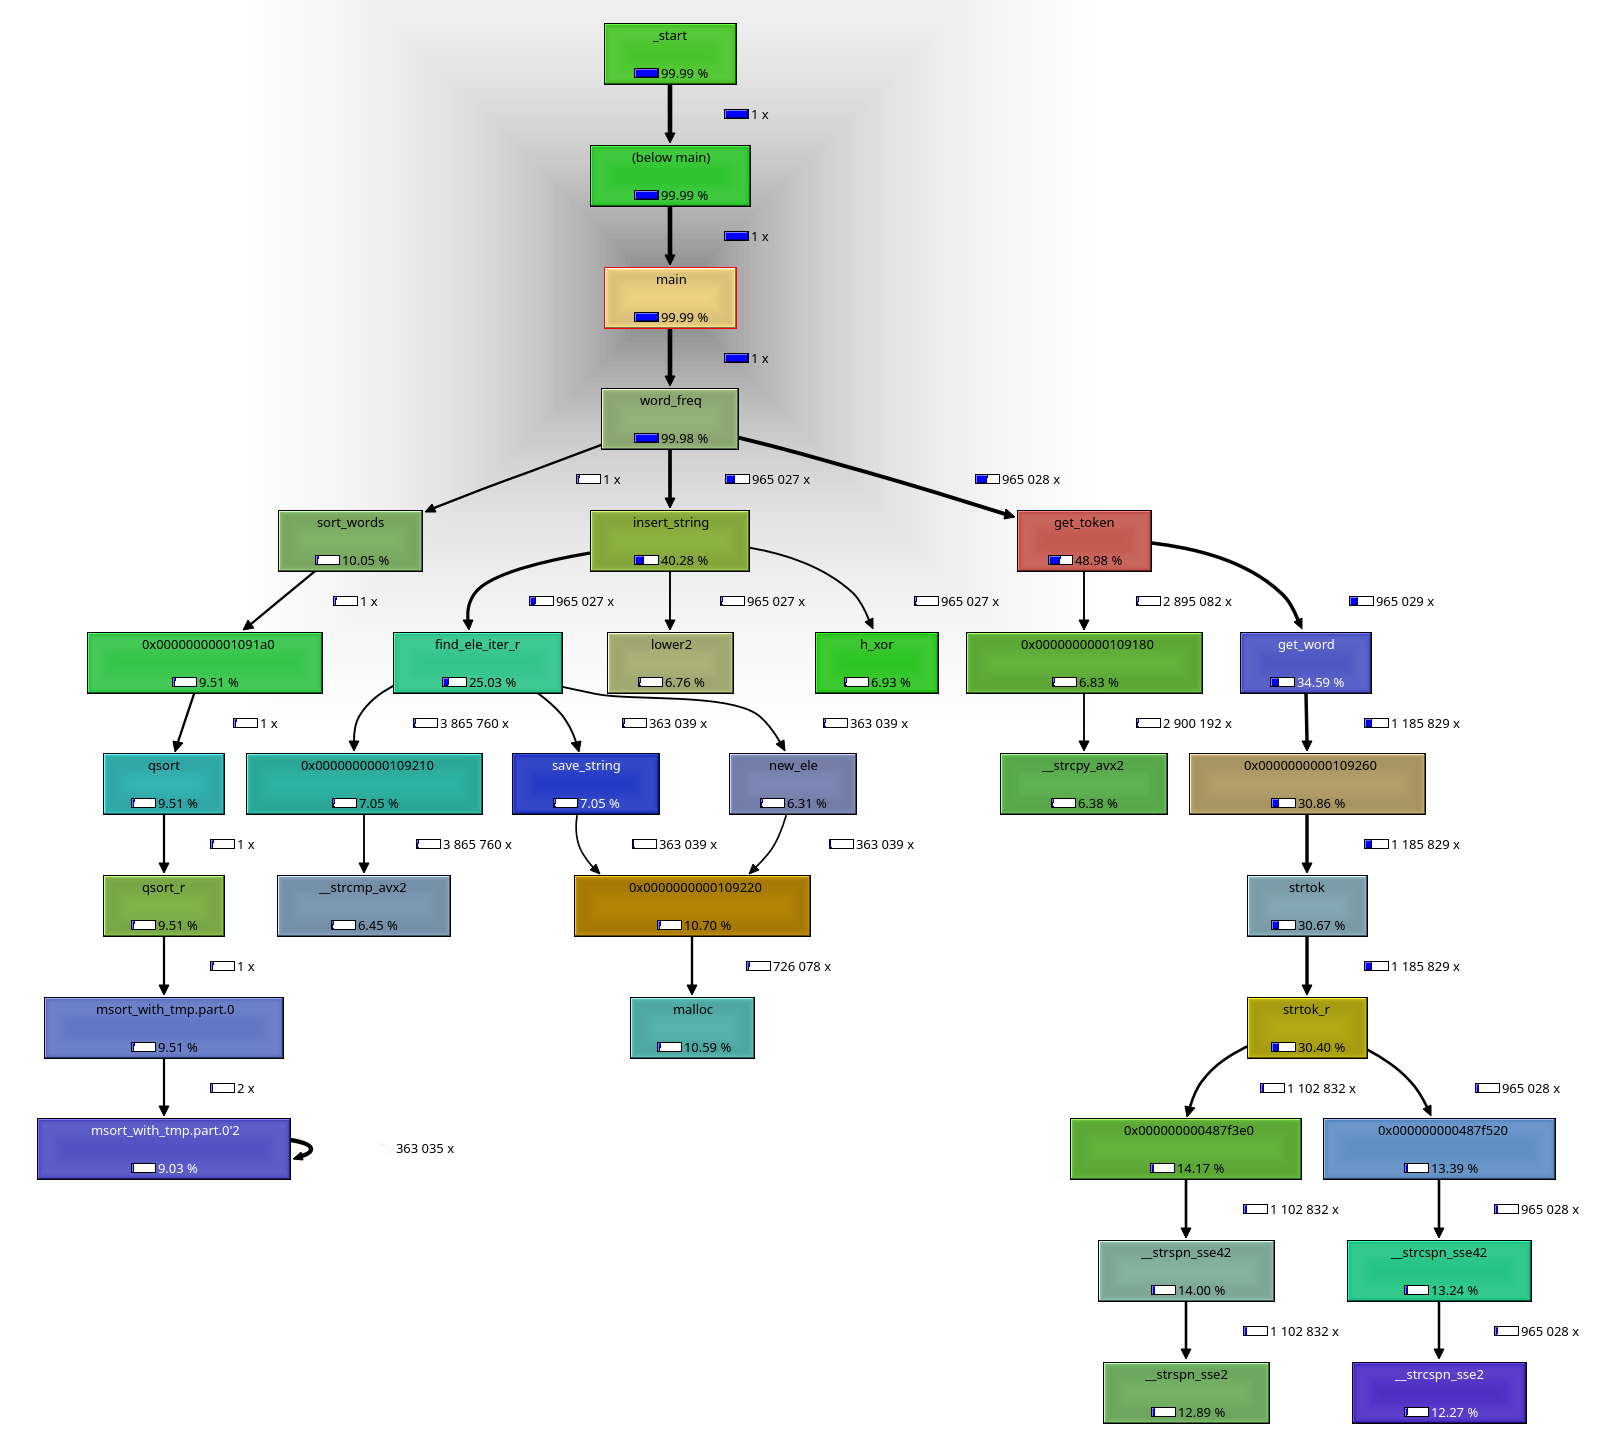 _start
99.99 %
1 x
(below main)
99.99 %
1 x
main
99.99 %
1 x
word_freq
99.98 %
1 x
965 027 x
965 028 x
sort_words
10.05 %
insert_string
40.28 %
get_token
48.98 %
1 x
965 027 x
965 027 x
965 027 x
2 895 082 x
965 029 x
0x00000000001091a0
9.51 %
find_ele_iter_r
25.03 %
lower2
6.76 %
h_xor
6.93 %
0x0000000000109180
6.83 %
get_word
34.59 %
1 x
3 865 760 x
363 039 x
363 039 x
2 900 192 x
1 185 829 x
qsort
9.51 %
0x0000000000109210
7.05 %
save_string
7.05 %
new_ele
6.31 %
__strcpy_avx2
6.38 %
0x0000000000109260
30.86 %
1 x
3 865 760 x
363 039 x
363 039 x
1 185 829 x
qsort_r
9.51 %
__strcmp_avx2
6.45 %
0x0000000000109220
10.70 %
strtok
30.67 %
1 x
726 078 x
1 185 829 x
msort_with_tmp.part.0
9.51 %
malloc
10.59 %
strtok_r
30.40 %
2 x
1 102 832 x
965 028 x
msort_with_tmp.part.0'2
9.03 %
363 035 x
0x000000000487f3e0
14.17 %
0x000000000487f520
13.39 %
1 102 832 x
965 028 x
__strspn_sse42
14.00 %
__strcspn_sse42
13.24 %
1 102 832 x
965 028 x
__strspn_sse2
12.89 %
__strcspn_sse2
12.27 %